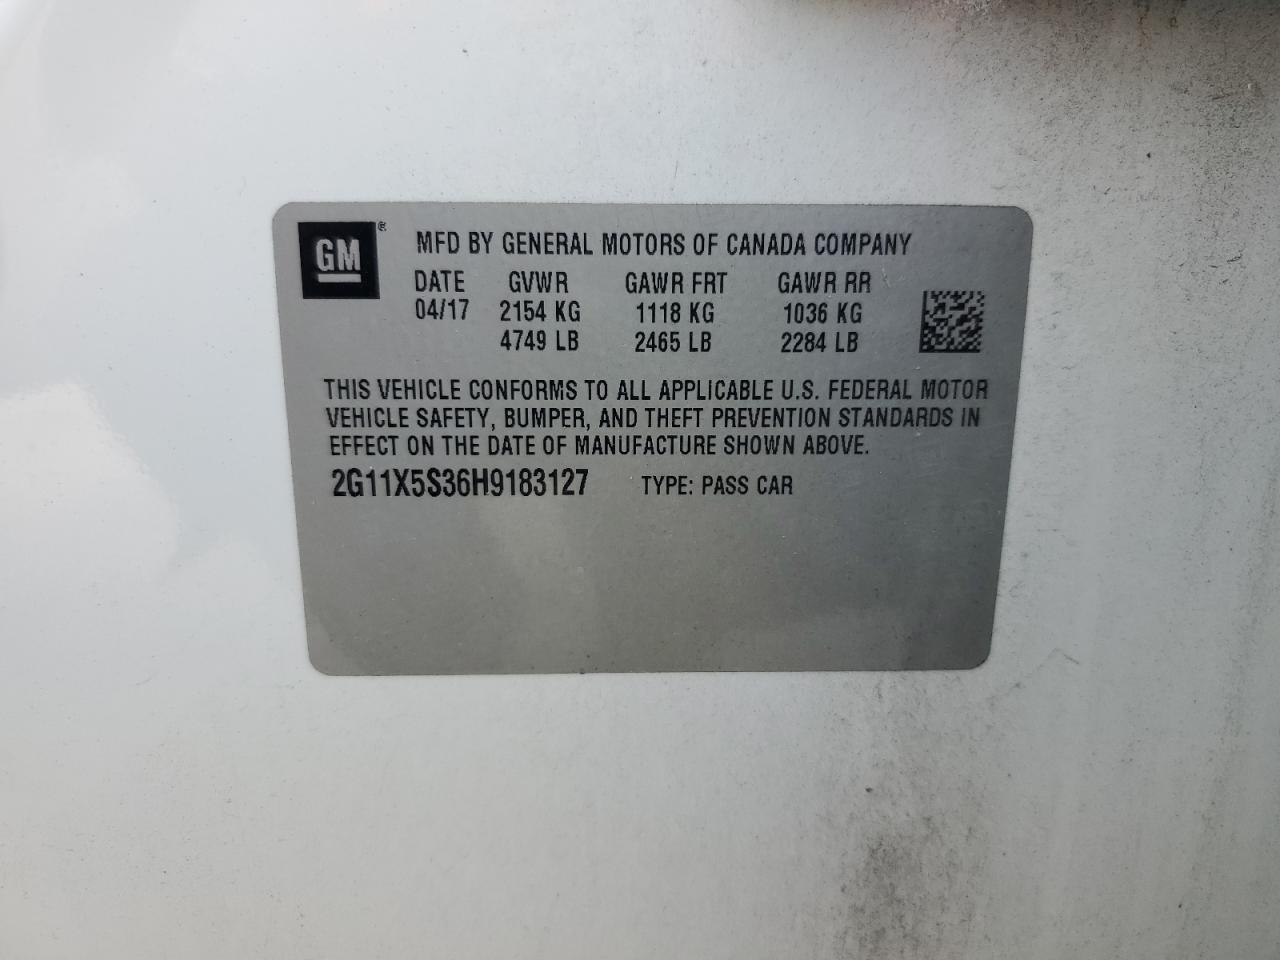 GM®
MFD BY GENERAL MOTORS OF CANADA COMPANY
DATE GVWR GAWR FRT GAWR RR
04/17 2154 KG 1118 KG 1036 KG
4749 LB 2465 LB 2284 LB
THIS VEHICLE CONFORMS TO ALL APPLICABLE U.S. FEDERAL MOTOR
VEHICLE SAFETY, BUMPER, AND THEFT PREVENTION STANDARDS IN
EFFECT ON THE DATE OF MANUFACTURE SHOWN ABOVE.
2G11X5S36H9183127 TYPE: PASS CAR